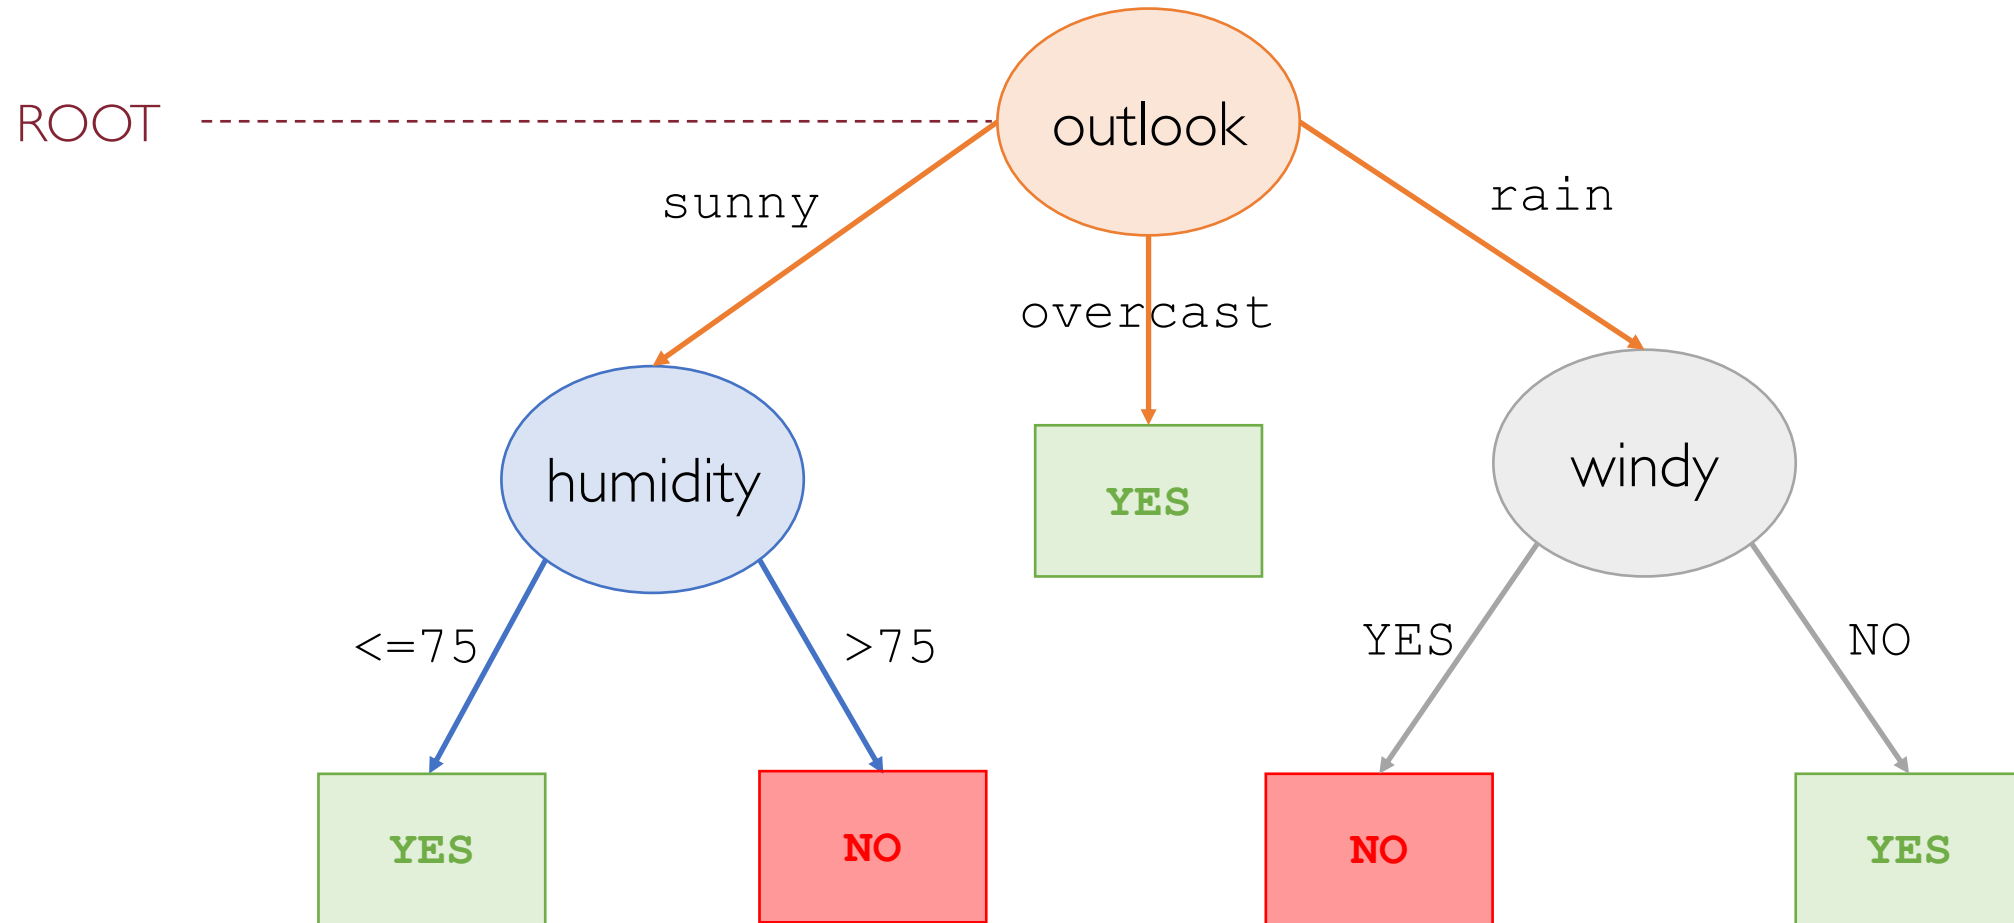 ROOT
outlook
sunny
rain
overcast
humidity
YES
windy
<=75
>75
YES
NO
YES
NO
NO
YES